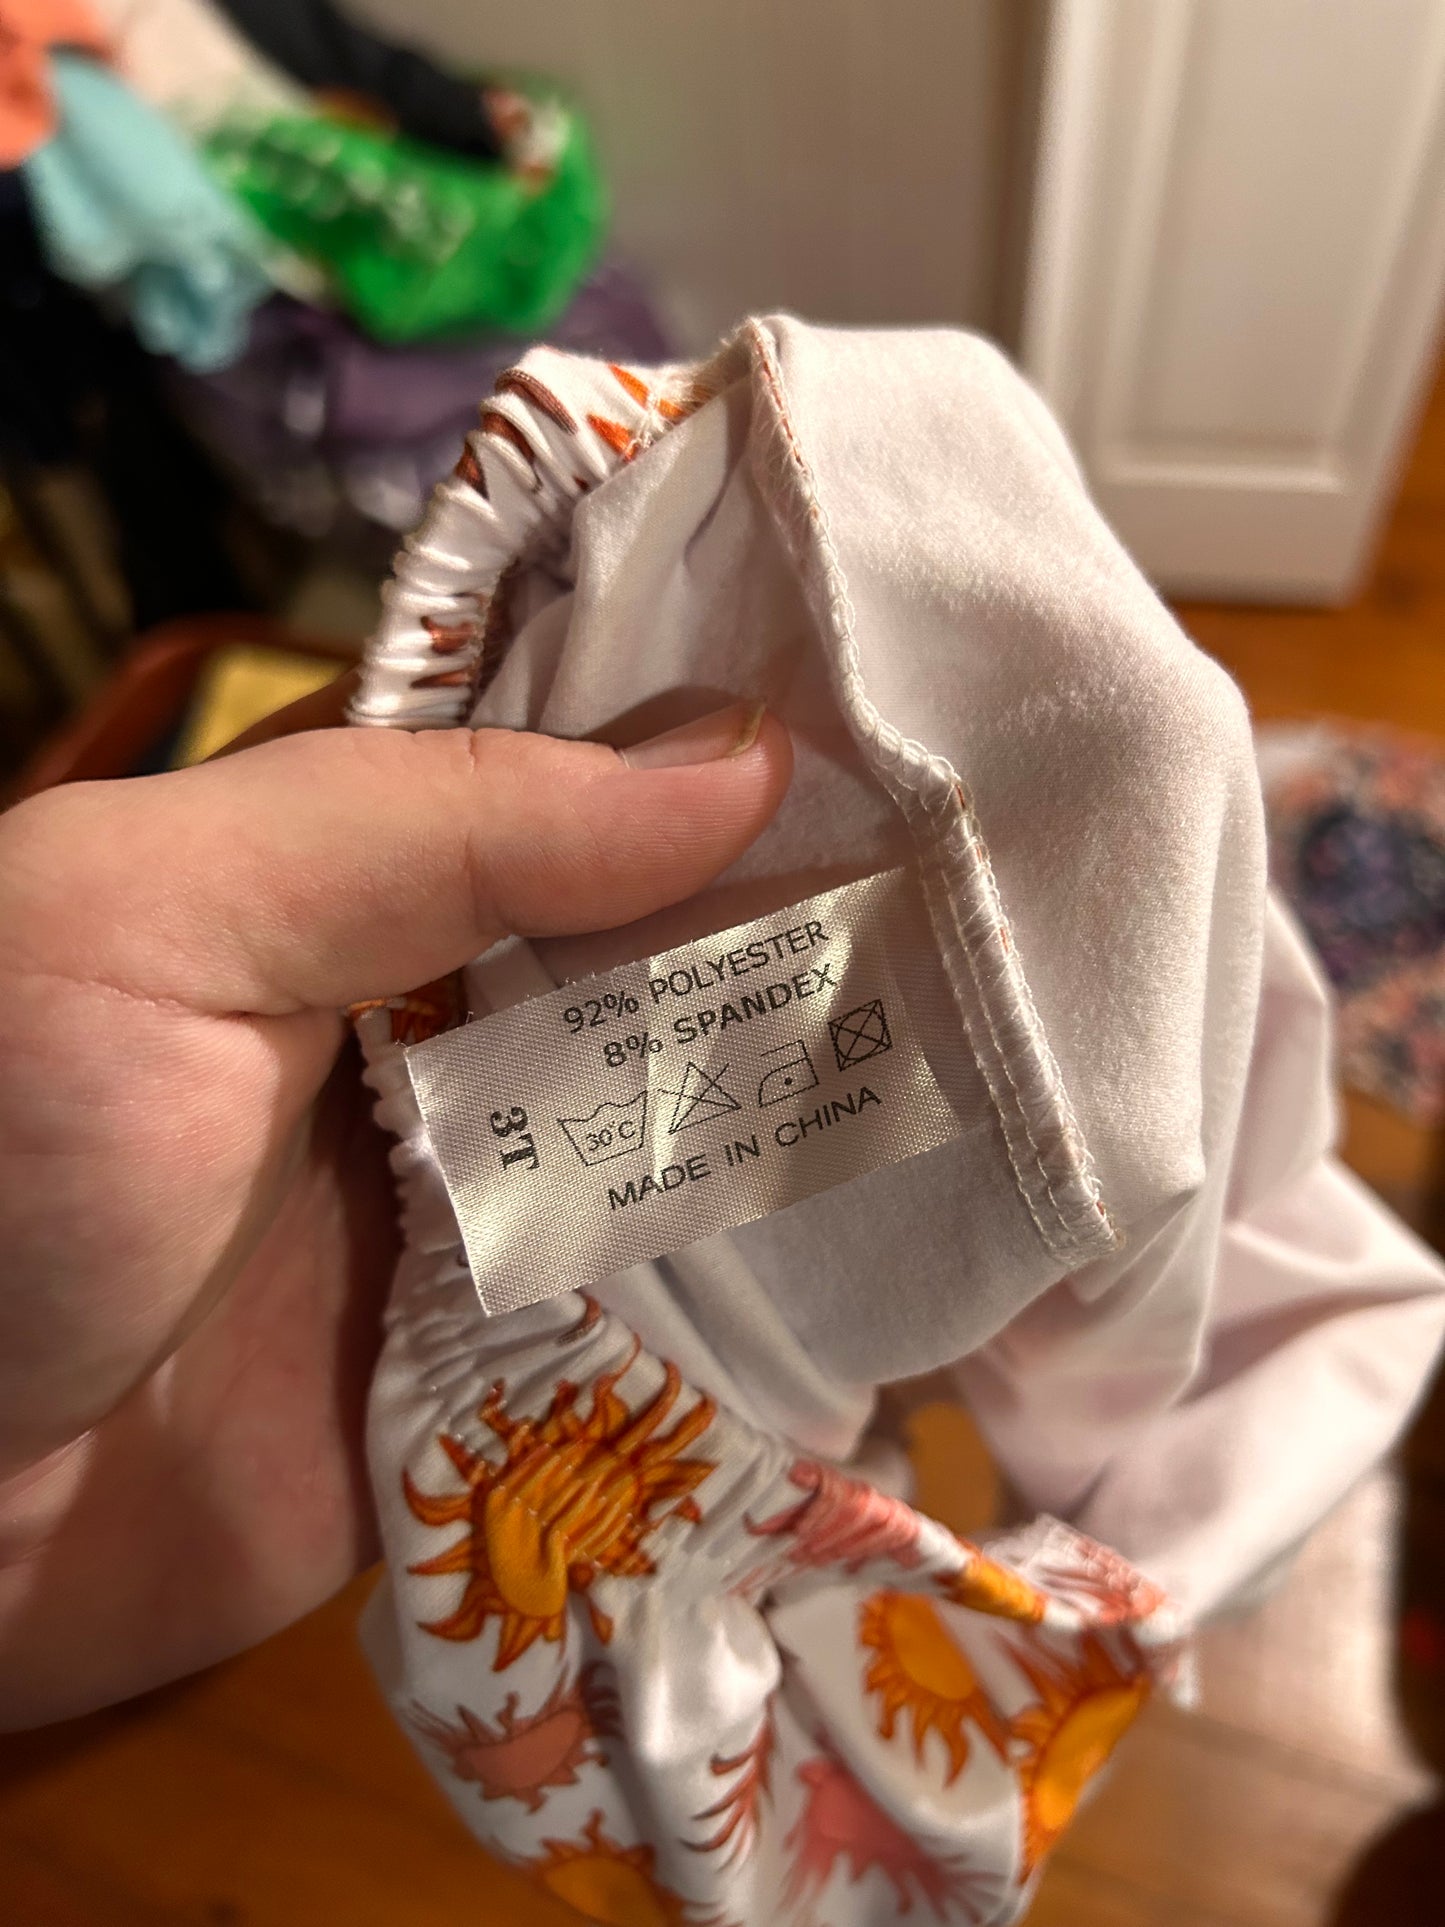 92% POLYESTER
8% SPANDEX
30°C
MADE IN CHINA
3T